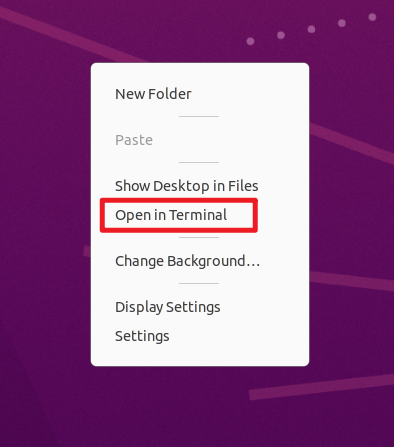 New Folder
Paste
Show Desktop in Files
Open in Terminal
Change Background…
Display Settings
Settings